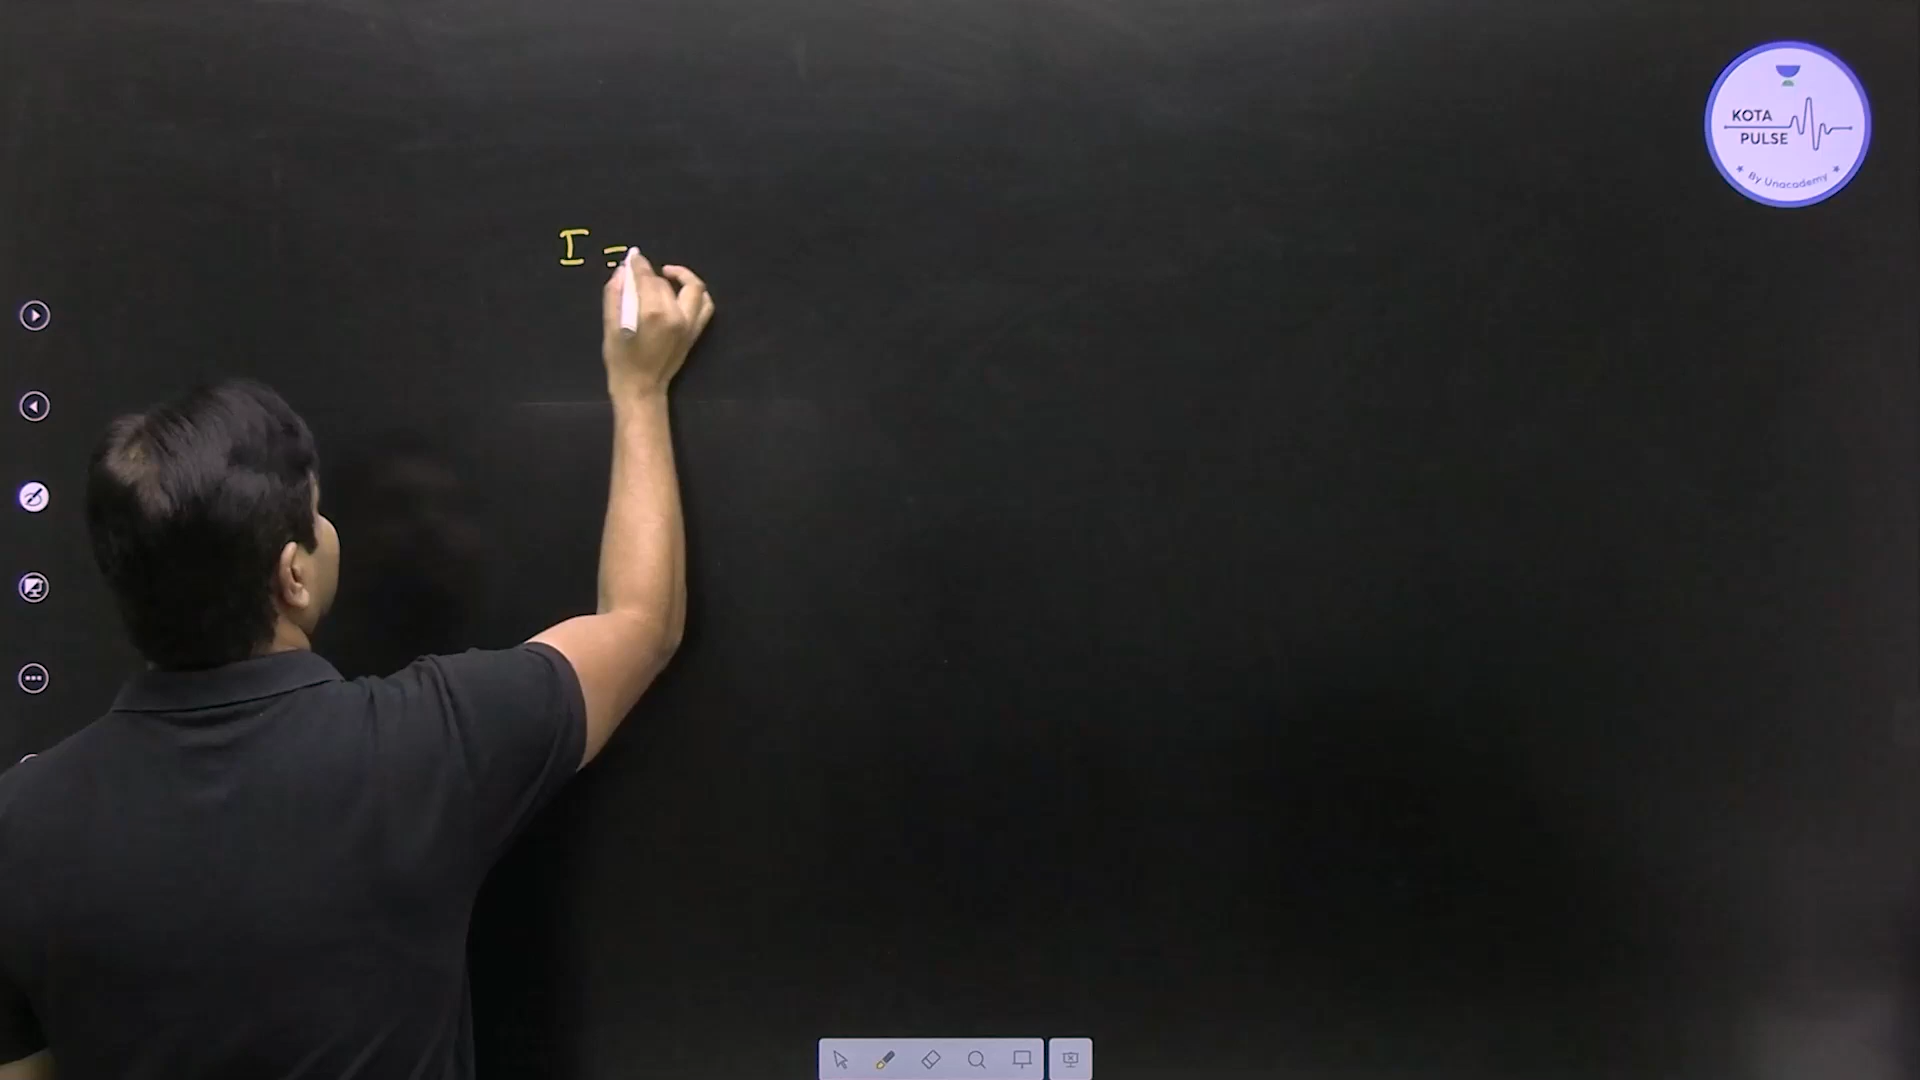 KOTA
PULSE
★ By Unacademy ★
I =